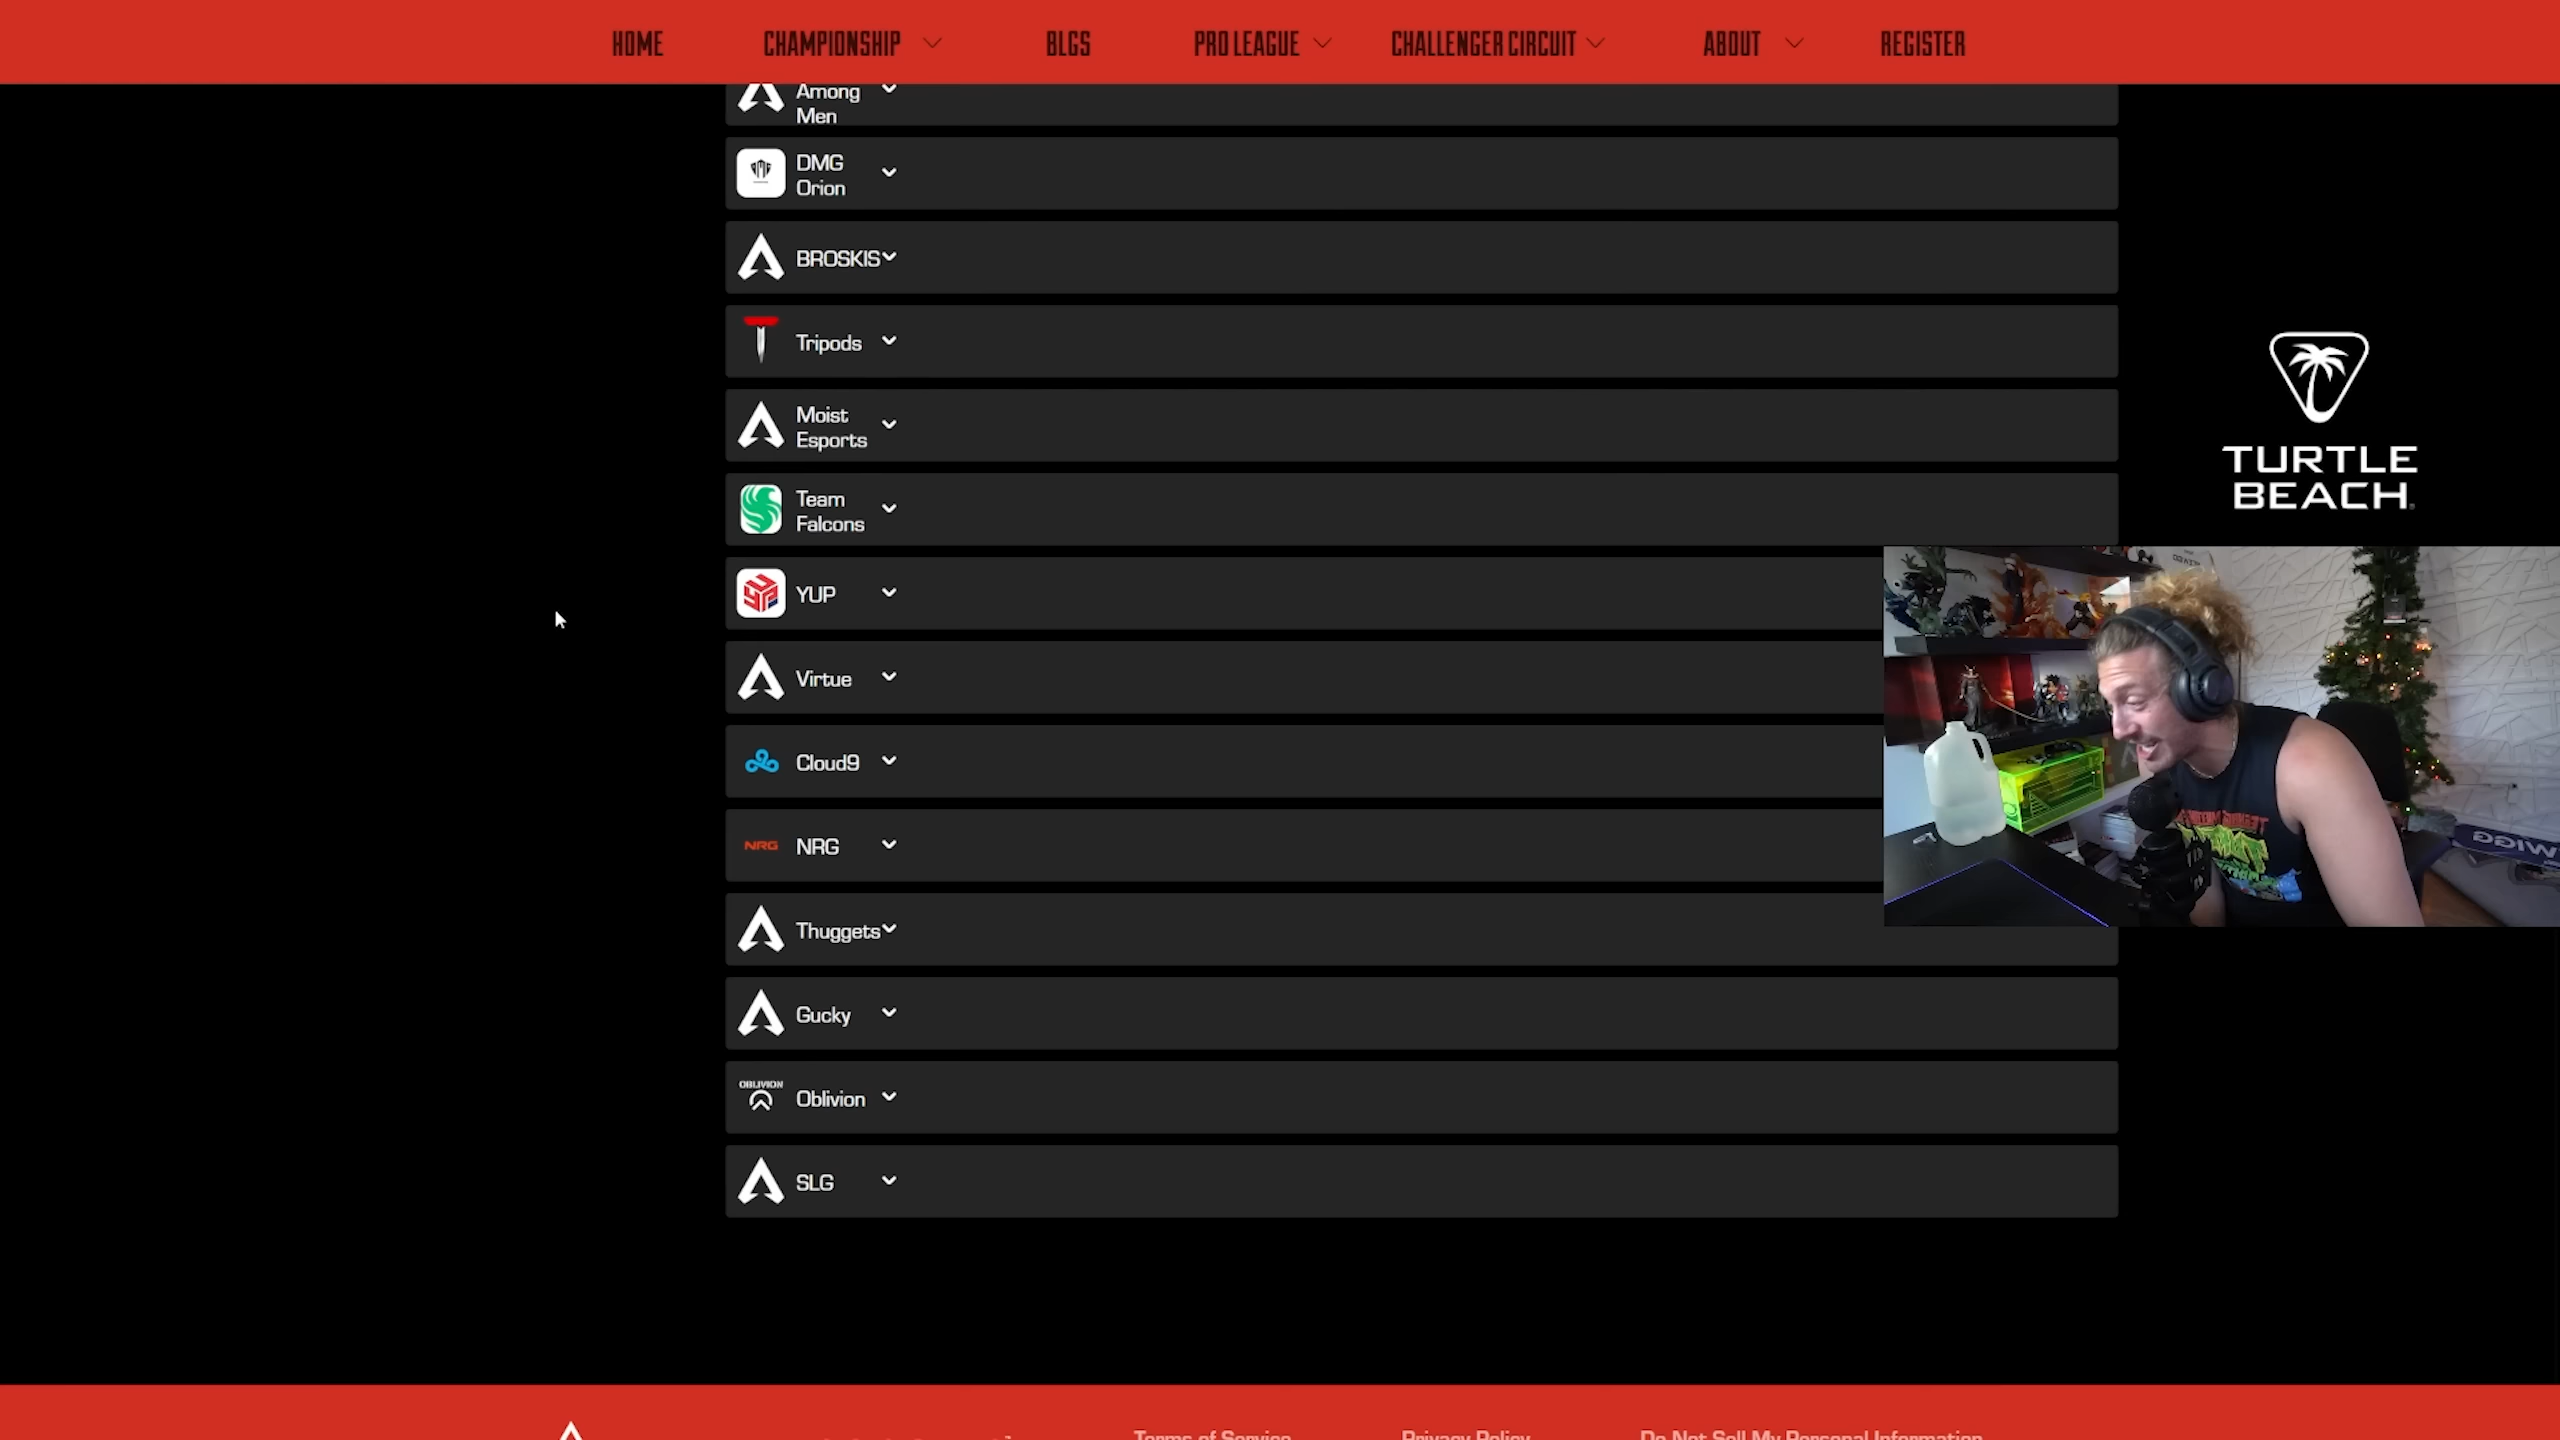 HOME CHAMPIONSHIP BLGS PRO LEAGUE CHALLENGER CIRCUIT ABOUT REGISTER
Among
Men
DMG
Orion
BROSKIS
Tripods
Moist
Esports
Team
Falcons
YUP
Virtue
Cloud9
NRG NRG
Thuggets
Gucky
OBLIVION
Oblivion
SLG
TURTLE
BEACH
Terms of Service Privacy Policy Do Not Sell My Personal Information